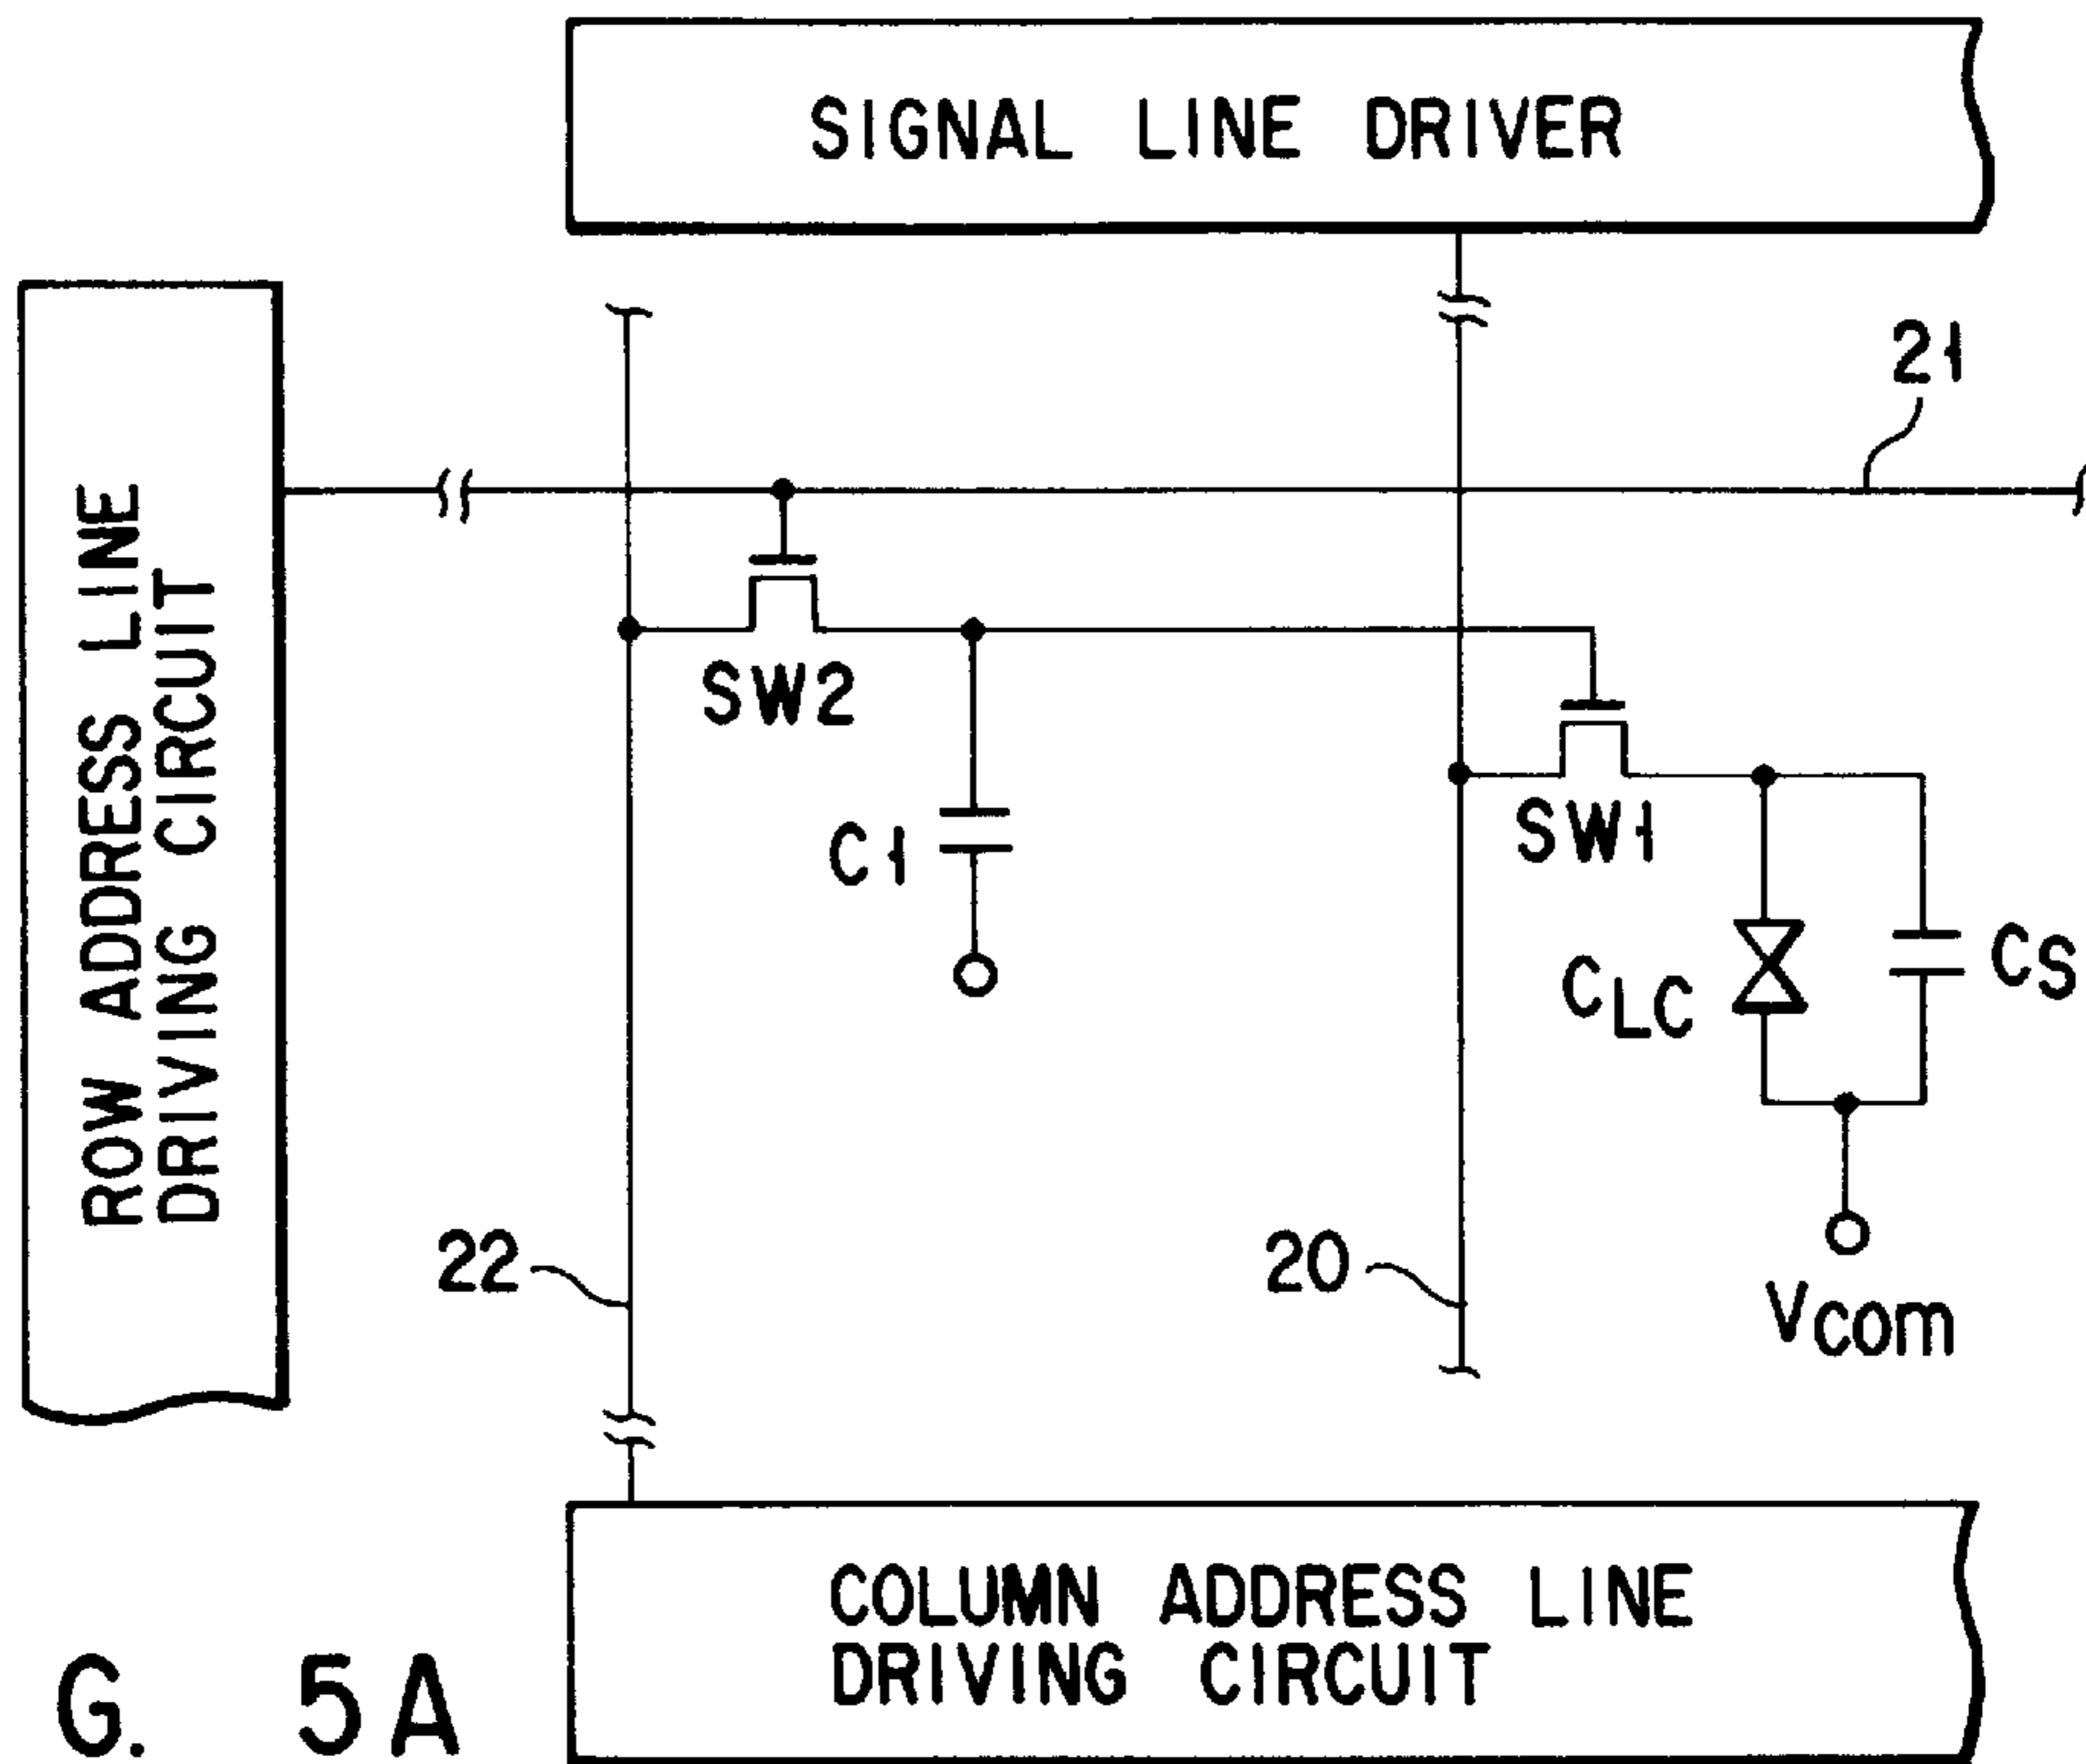 SIGNAL LINE DRIVER
21
ROW ADDRESS LINE
DRIVING CIRCUIT
SW2
SW1
C1
CLC
CS
22
20
Vcom
COLUMN ADDRESS LINE
DRIVING CIRCUIT
G. 5A